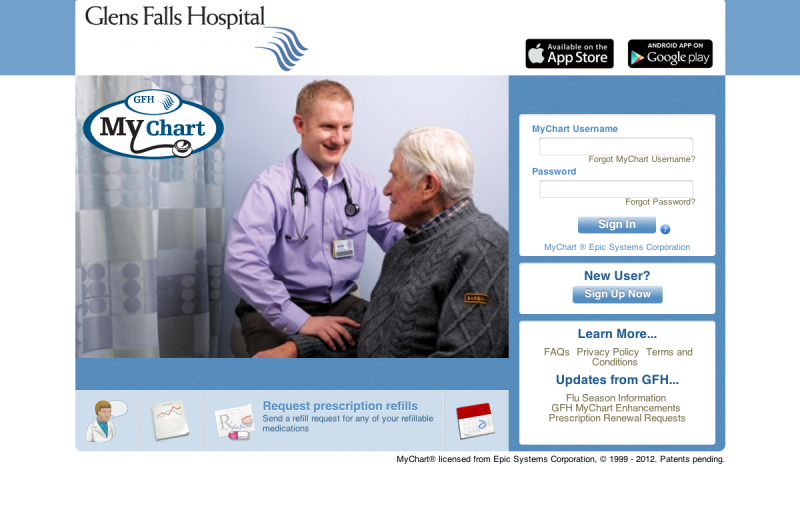 Glens Falls Hospital
Available on the
App Store
ANDROID APP ON
Google play
GFH
My Chart
MyChart Username
Forgot MyChart Username?
Password
Forgot Password?
Sign In
?
MyChart ® Epic Systems Corporation
New User?
Sign Up Now
Learn More...
FAQs Privacy Policy Terms and
Conditions
Updates from GFH...
Flu Season Information
GFH MyChart Enhancements
Prescription Renewal Requests
Rx
Request prescription refills
Send a refill request for any of your refillable
medications
MyChart® licensed from Epic Systems Corporation, © 1999 - 2012. Patents pending.